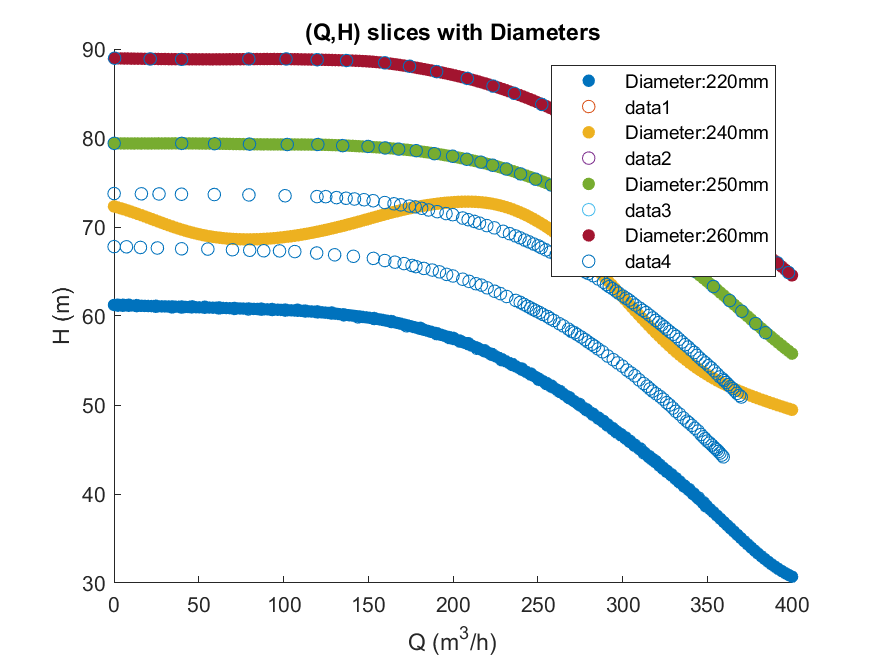 (Q,H) slices with Diameters
90
80
70
60
50
40
30
H (m)
Diameter:220mm
data1
Diameter:240mm
data2
Diameter:250mm
data3
Diameter:260mm
data4
0 50 100 150 200 250 300 350 400
Q (m³/h)